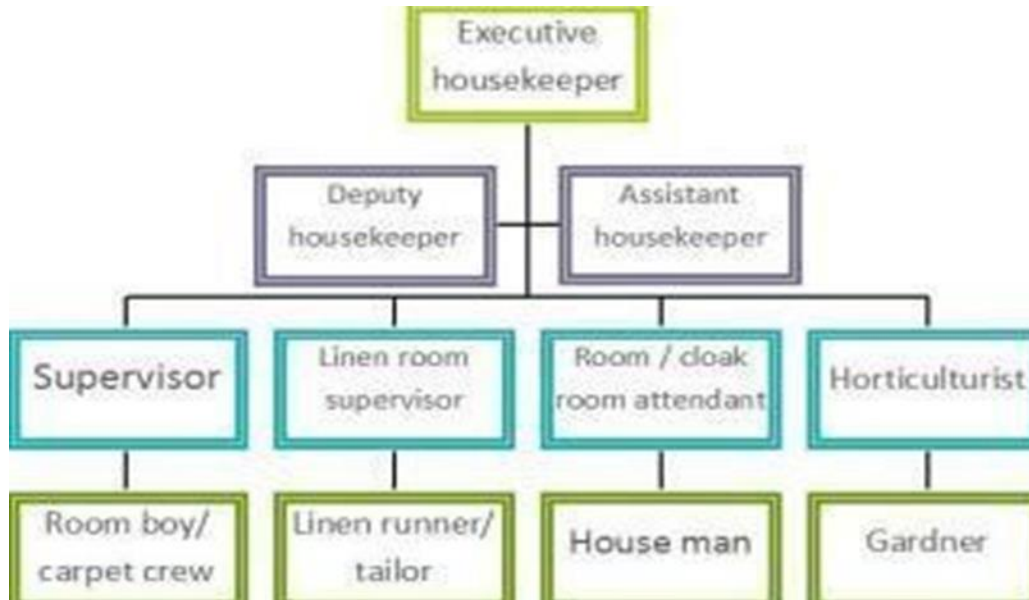 Executive
housekeeper
Deputy
housekeeper
Assistant
housekeeper
Supervisor
Linen room
supervisor
Room / cloak
room attendant
Horticulturist
Room boy/
carpet crew
Linen runner/
tailor
House man
Gardner